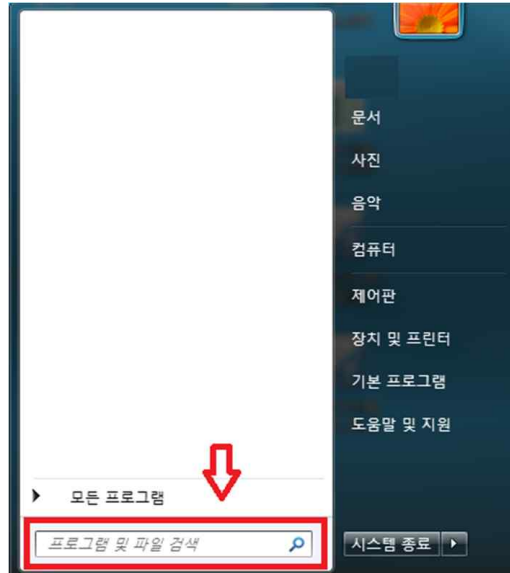 문서
사진
음악
컴퓨터
제어판
장치 및 프린터
기본 프로그램
도움말 및 지원
모든 프로그램
프로그램 및 파일 검색
시스템 종료